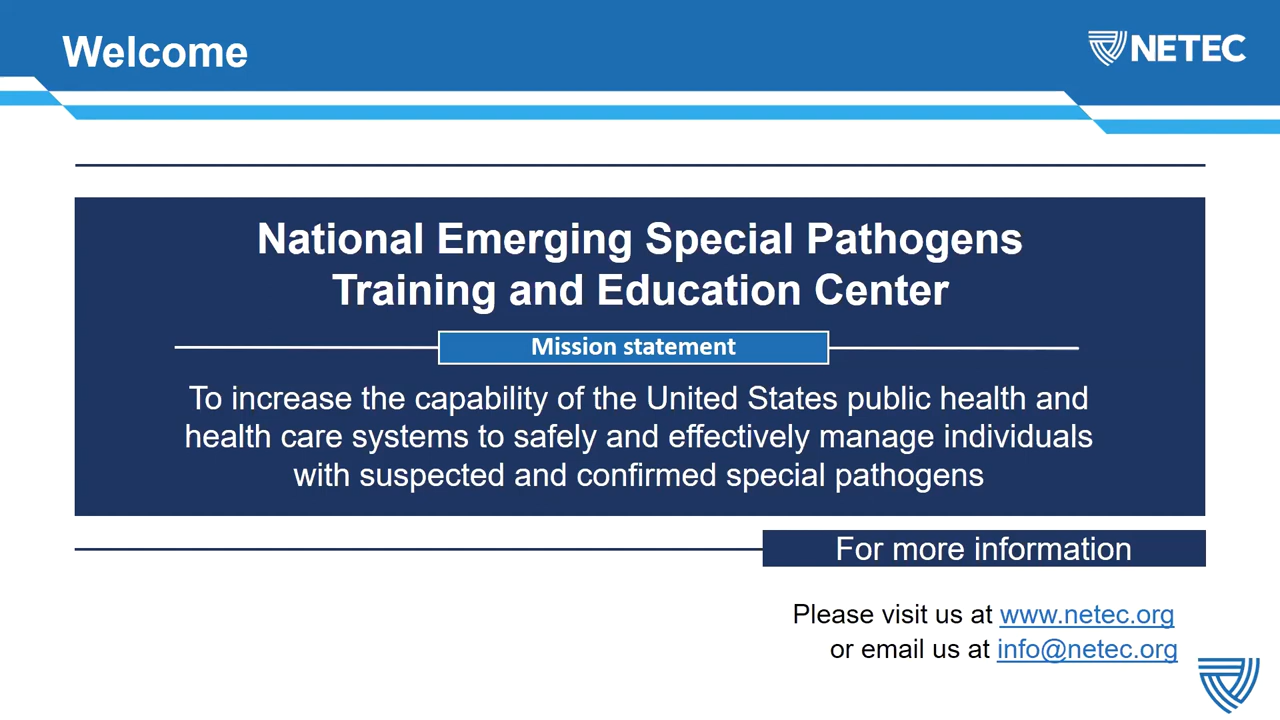 Welcome
NETEC
National Emerging Special Pathogens
Training and Education Center
Mission statement
To increase the capability of the United States public health and
health care systems to safely and effectively manage individuals
with suspected and confirmed special pathogens
For more information
Please visit us at www.netec.org
or email us at info@netec.org